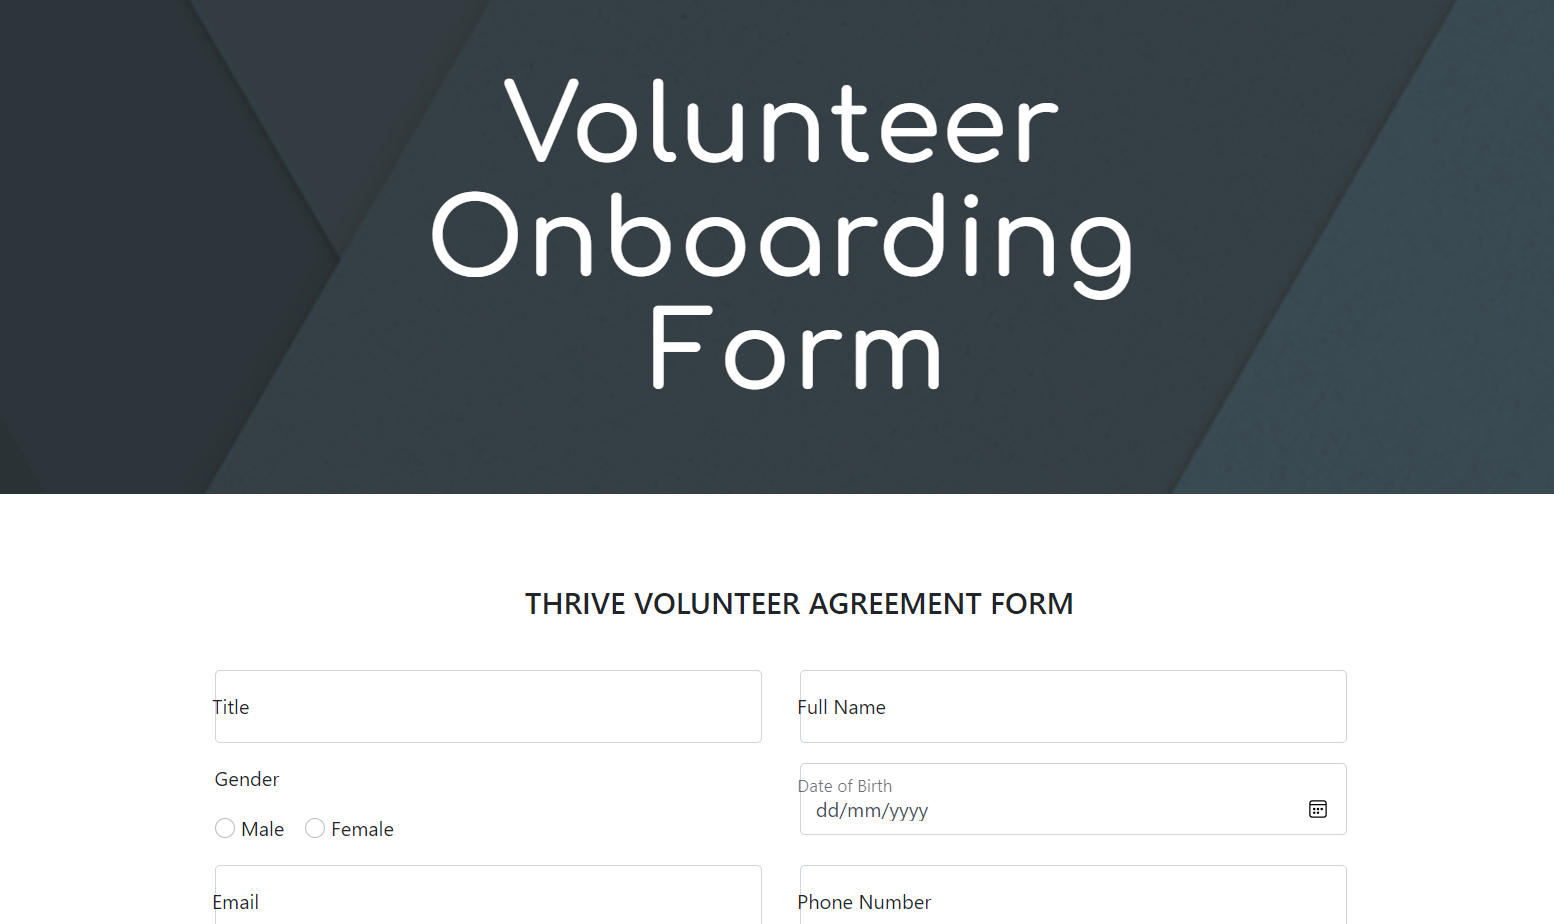 Volunteer
Onboarding
Form
THRIVE VOLUNTEER AGREEMENT FORM
Title
Full Name
Gender
Date of Birth
dd/mm/yyyy
Male Female
Email
Phone Number